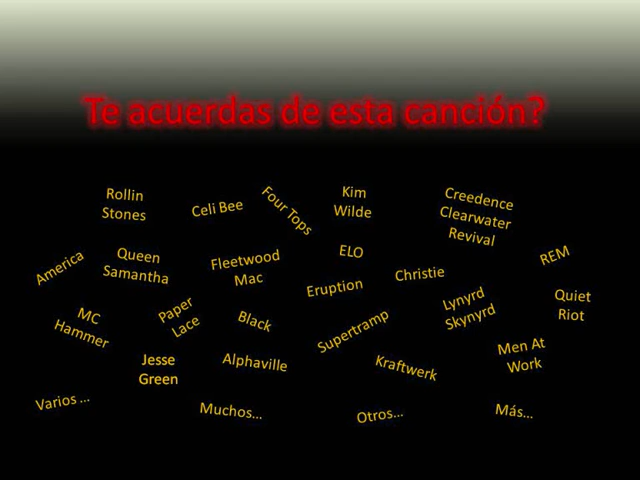 Te acuerdas de esta canción?
Rollin
Stones
Celi Bee
Four Tops
Kim
Wilde
Creedence
Clearwater
Revival
America
Queen
Samantha
Fleetwood
Mac
ELO
Eruption
Christie
REM
MC
Hammer
Paper
Lace
Black
Supertramp
Lynyrd
Skynyrd
Quiet
Riot
Jesse
Green
Alphaville
Kraftwerk
Men At
Work
Varios ...
Muchos...
Otros...
Más...